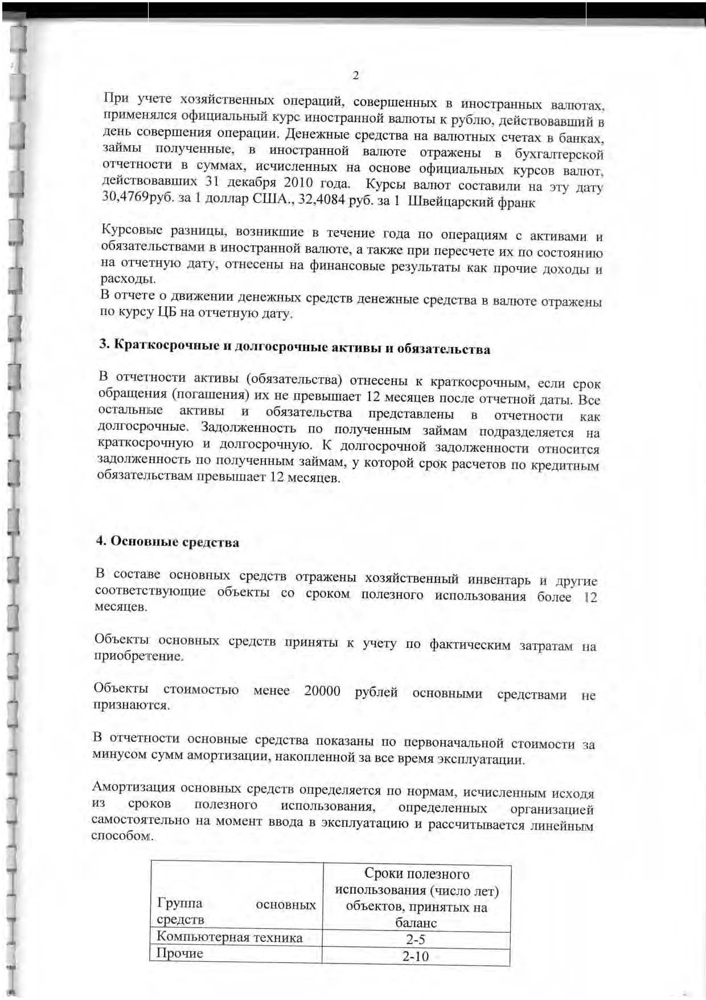 2
При учете хозяйственных операций, совершенных в иностранных валютах,
применялся официальный курс иностранной валюты к рублю, действовавший в
день совершения операции. Денежные средства на валютных счетах в банках,
займы полученные, в иностранной валюте отражены в бухгалтерской
отчетности в суммах, исчисленных на основе официальных курсов валют,
действовавших 31 декабря 2010 года. Курсы валют составили на эту дату
30,4769руб. за 1 доллар США., 32,4084 руб. за 1 Швейцарский франк
Курсовые разницы, возникшие в течение года по операциям с активами и
обязательствами в иностранной валюте, а также при пересчете их по состоянию
на отчетную дату, отнесены на финансовые результаты как прочие доходы и
расходы.
В отчете о движении денежных средств денежные средства в валюте отражены
по курсу ЦБ на отчетную дату.
3. Краткосрочные и долгосрочные активы и обязательства
В отчетности активы (обязательства) отнесены к краткосрочным, если срок
обращения (погашения) их не превышает 12 месяцев после отчетной даты. Все
остальные активы и обязательства представлены в отчетности как
долгосрочные. Задолженность по полученным займам подразделяется на
краткосрочную и долгосрочную. К долгосрочной задолженности относится
задолженность по полученным займам, у которой срок расчетов по кредитным
обязательствам превышает 12 месяцев.
4. Основные средства
В составе основных средств отражены хозяйственный инвентарь и другие
соответствующие объекты со сроком полезного использования более 12
месяцев.
Объекты основных средств приняты к учету по фактическим затратам на
приобретение.
Объекты стоимостью менее 20000 рублей основными средствами не
признаются.
В отчетности основные средства показаны по первоначальной стоимости за
минусом сумм амортизации, накопленной за все время эксплуатации.
Амортизация основных средств определяется по нормам, исчисленным исходя
из сроков полезного использования, определенных организацией
самостоятельно на момент ввода в эксплуатацию и рассчитывается линейным
способом.
Группа основных
средств
Сроки полезного
использования (число лет)
объектов, принятых на
баланс
Компьютерная техника 2-5
Прочие 2-10